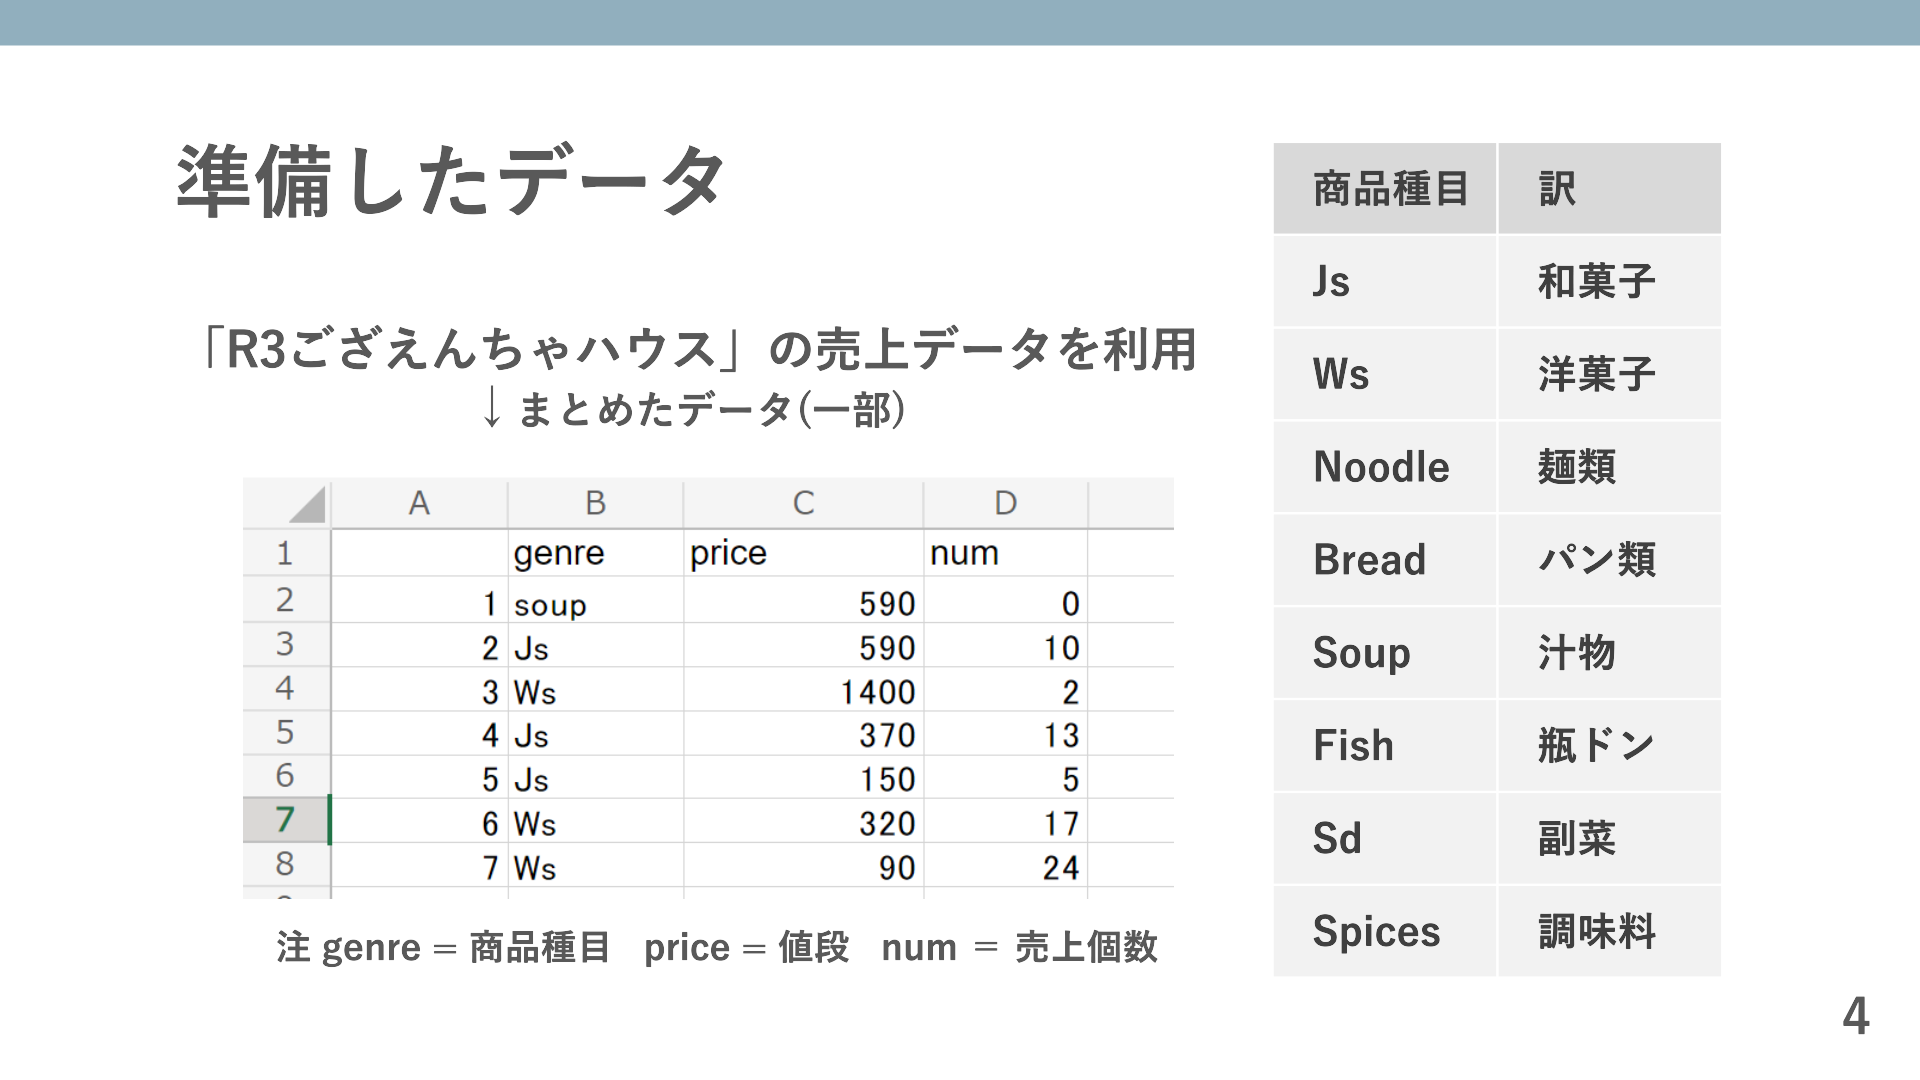 準備したデータ
「R3ござえんちゃハウス」の売上データを利用
↓まとめたデータ(一部)
A B C D
1 genre price num
2 1 soup 590 0
3 2 Js 590 10
4 3 Ws 1400 2
5 4 Js 370 13
6 5 Js 150 5
7 6 Ws 320 17
8 7 Ws 90 24
注 genre = 商品種目 price = 値段 num = 売上個数
商品種目 訳
Js 和菓子
Ws 洋菓子
Noodle 麺類
Bread パン類
Soup 汁物
Fish 瓶ドン
Sd 副菜
Spices 調味料
4